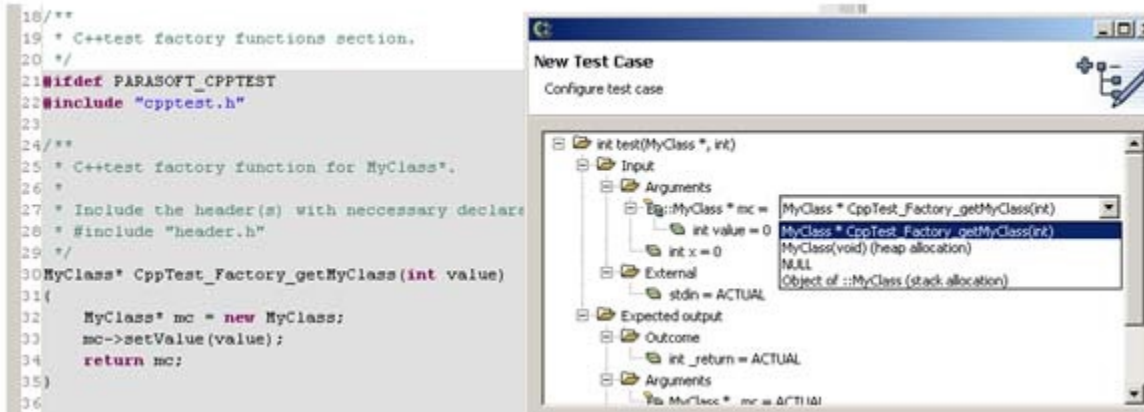 18/**
19 * C++test factory functions section.
20 */
21#ifdef PARASOFT_CPPTEST
22#include "cpptest.h"
23
24/**
25 * C++test factory function for MyClass*.
26 *
27 * Include the header(s) with neccessary declara
28 * #include "header.h"
29 */
30MyClass* CppTest_Factory_getMyClass(int value)
31{
32 MyClass* mc = new MyClass;
33 mc->setValue(value);
34 return mc;
35}
36
New Test Case
Configure test case
int test(MyClass *, int)
Input
Arguments
::MyClass * mc = MyClass * CppTest_Factory_getMyClass(int)
int value = 0 MyClass * CppTest_Factory_getMyClass(int)
MyClass(void) (heap allocation)
int x = 0 NULL
External Object of ::MyClass (stack allocation)
stdin = ACTUAL
Expected output
Outcome
int _return = ACTUAL
Arguments
MyClass * _mc = ACTUAL